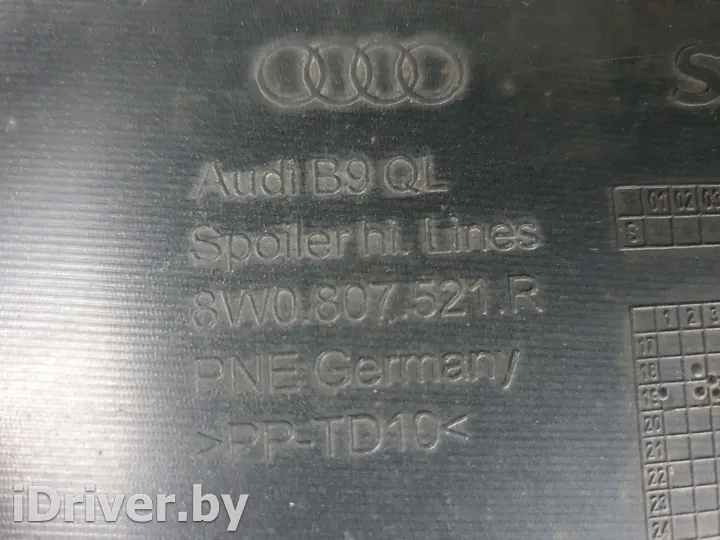 S
Audi B9 QL
Spoiler hi. Lines
8W0.807.521.R
PNE Germany
>PP-TD10<
01 02 03
S
1 2 3
17
18
19
20
21
22
23
24
iDriver.by